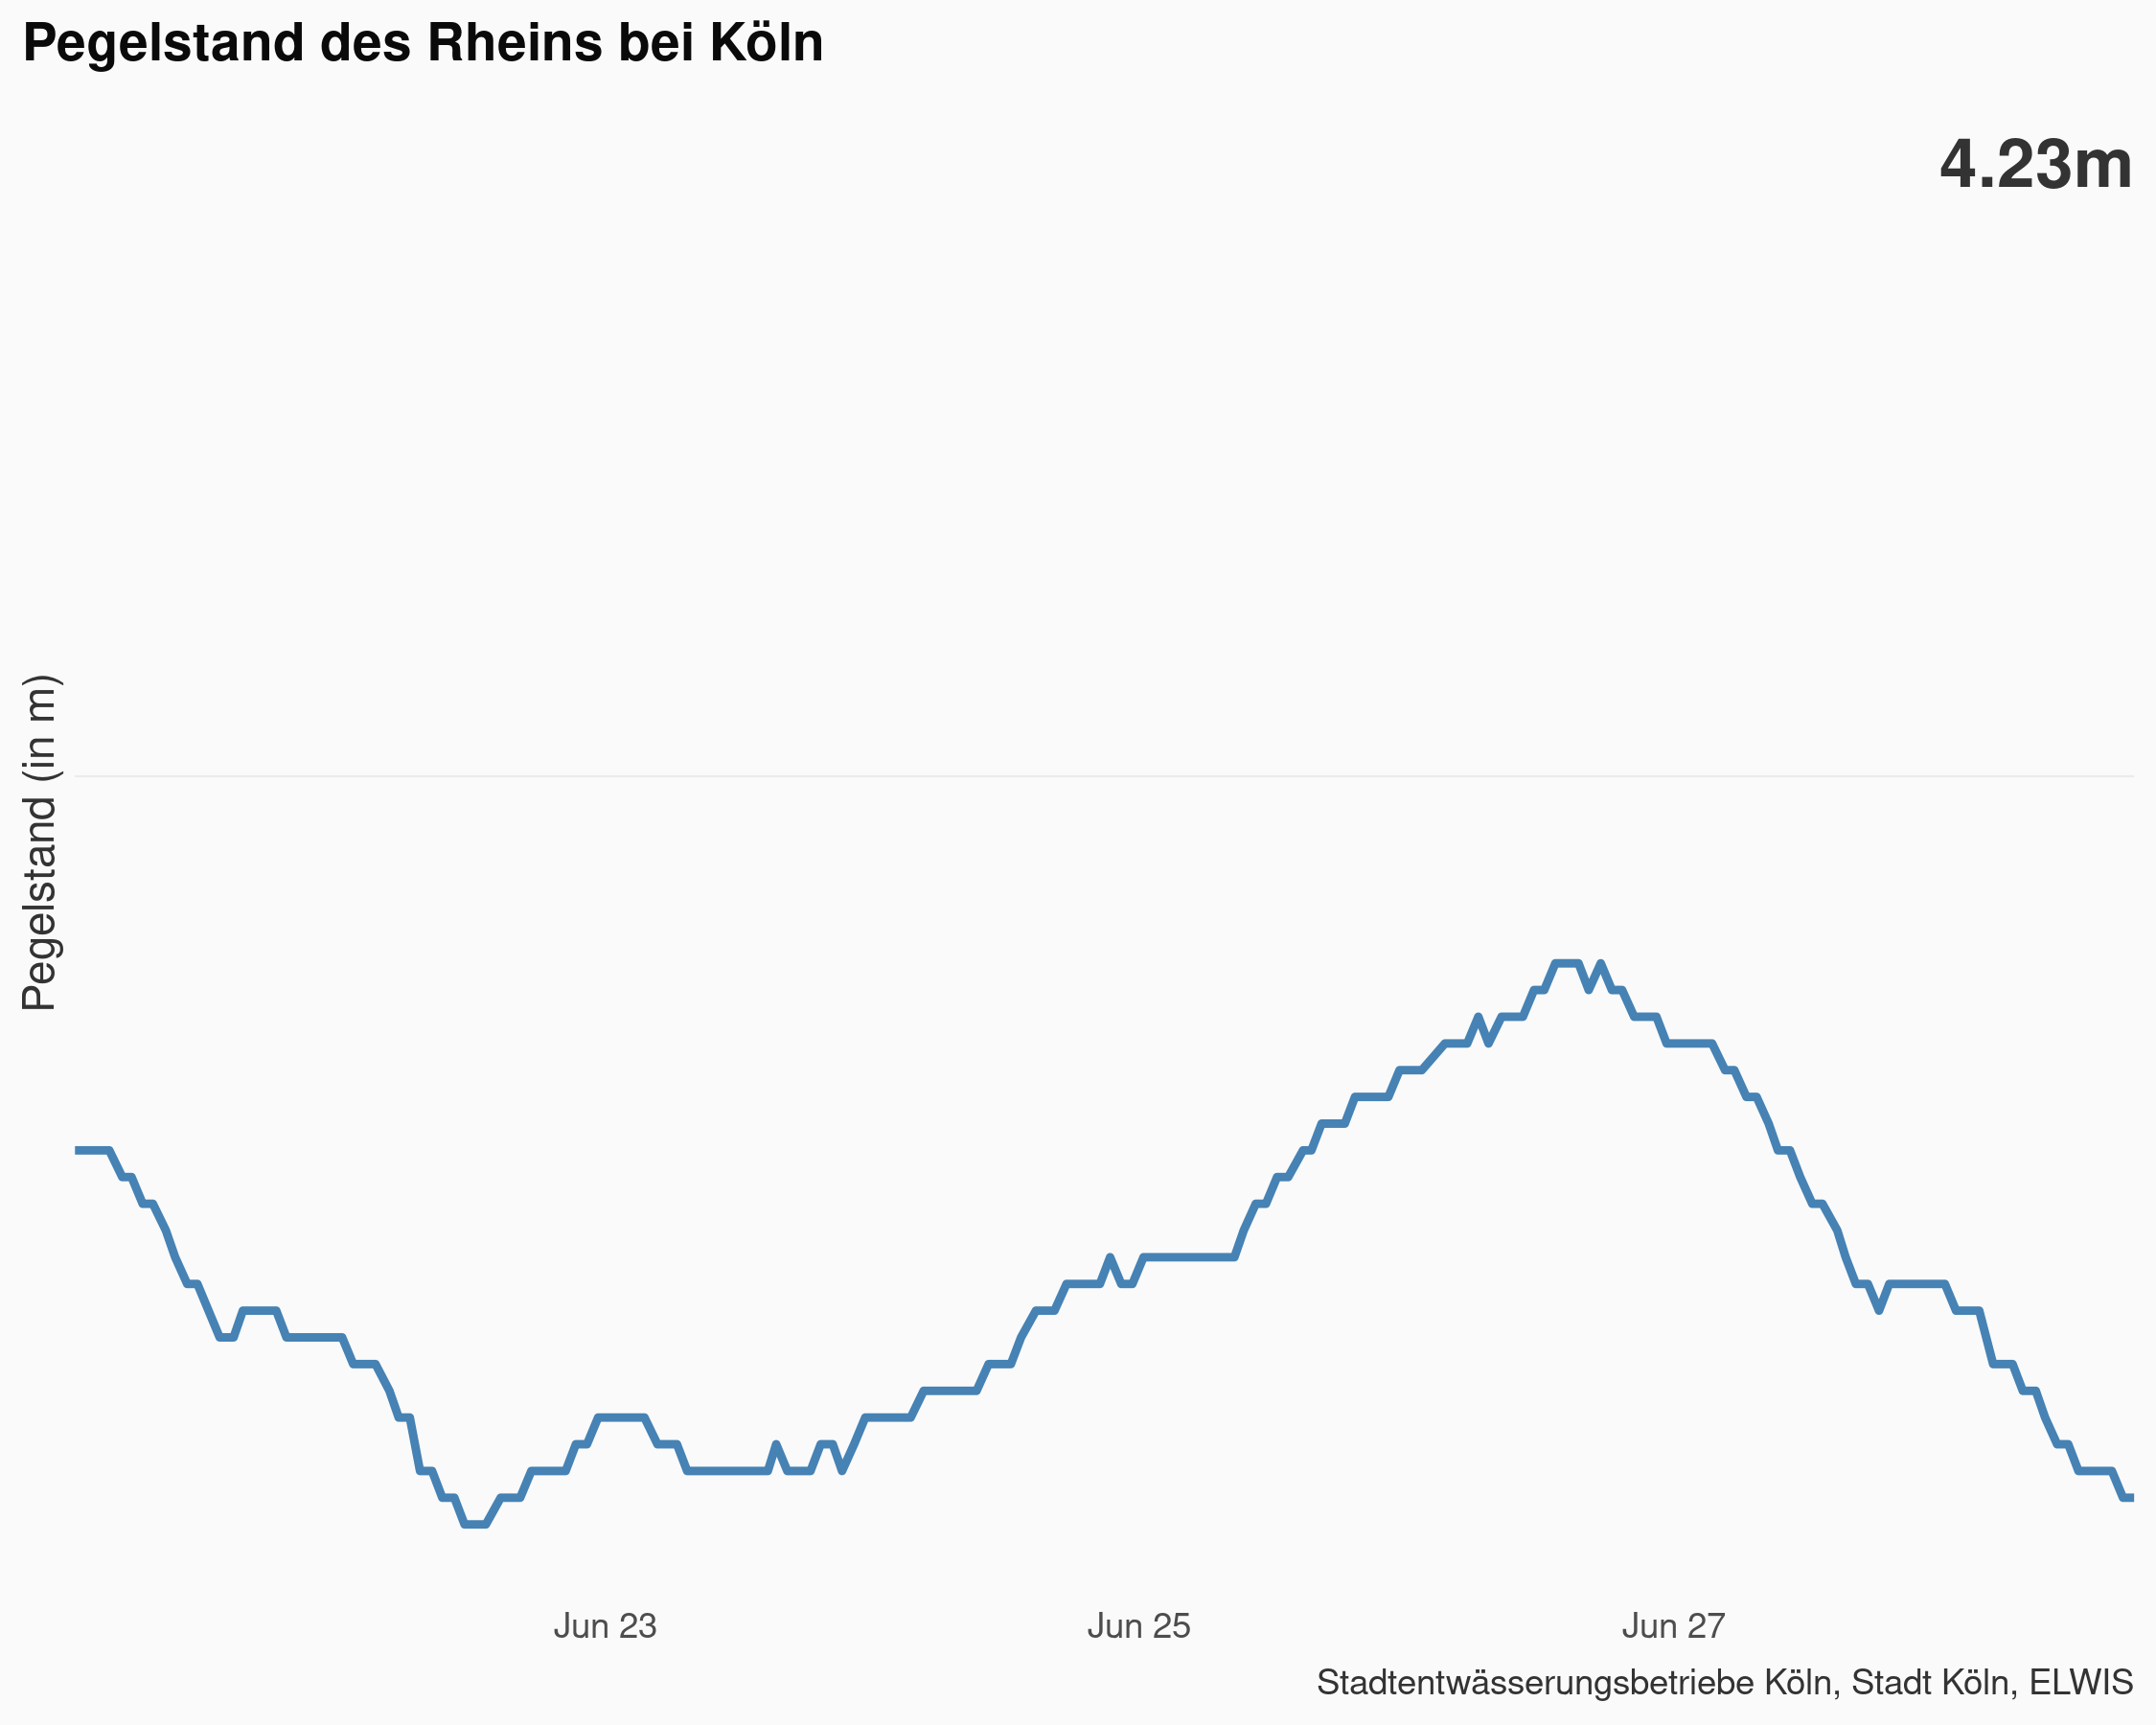 Pegelstand des Rheins bei Köln
4.23m
Pegelstand (in m)
Jun 23
Jun 25
Jun 27
Stadtentwässerungsbetriebe Köln, Stadt Köln, ELWIS